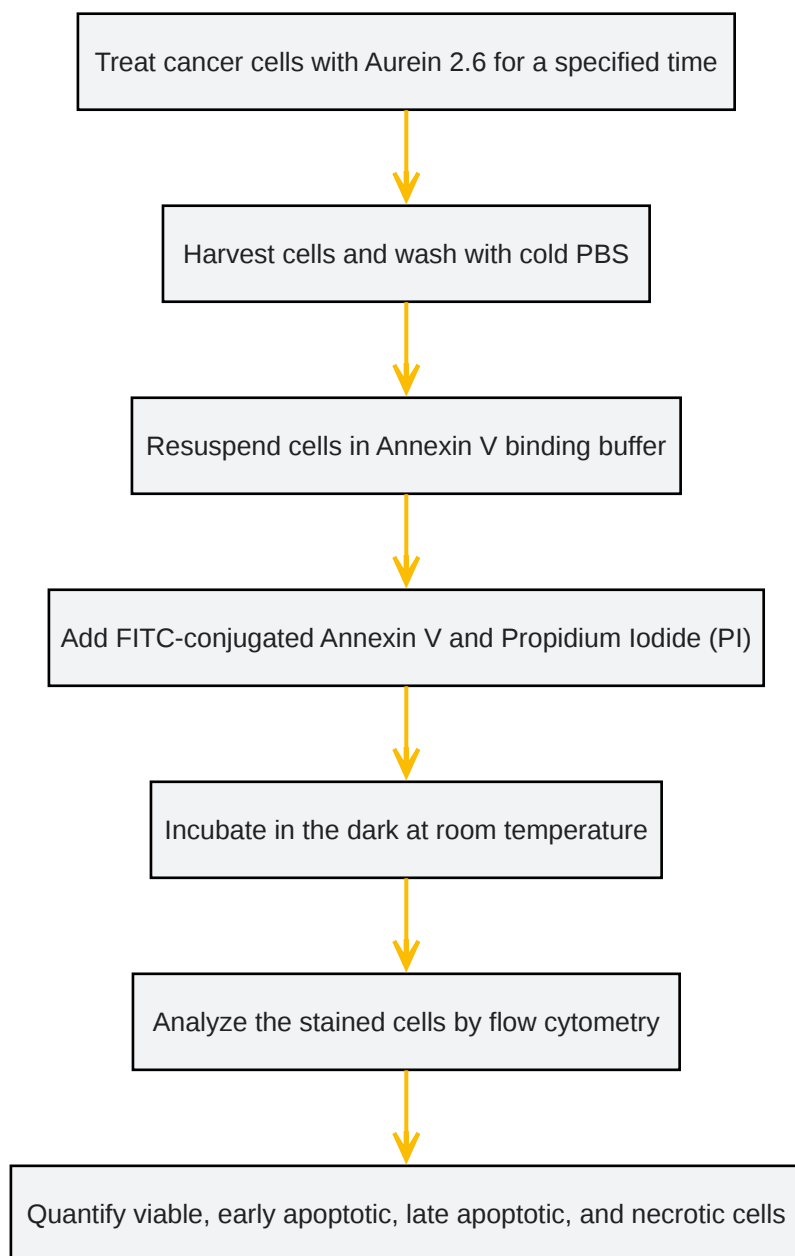 Treat cancer cells with Aurein 2.6 for a specified time
Harvest cells and wash with cold PBS
Resuspend cells in Annexin V binding buffer
Add FITC-conjugated Annexin V and Propidium Iodide (PI)
Incubate in the dark at room temperature
Analyze the stained cells by flow cytometry
Quantify viable, early apoptotic, late apoptotic, and necrotic cells